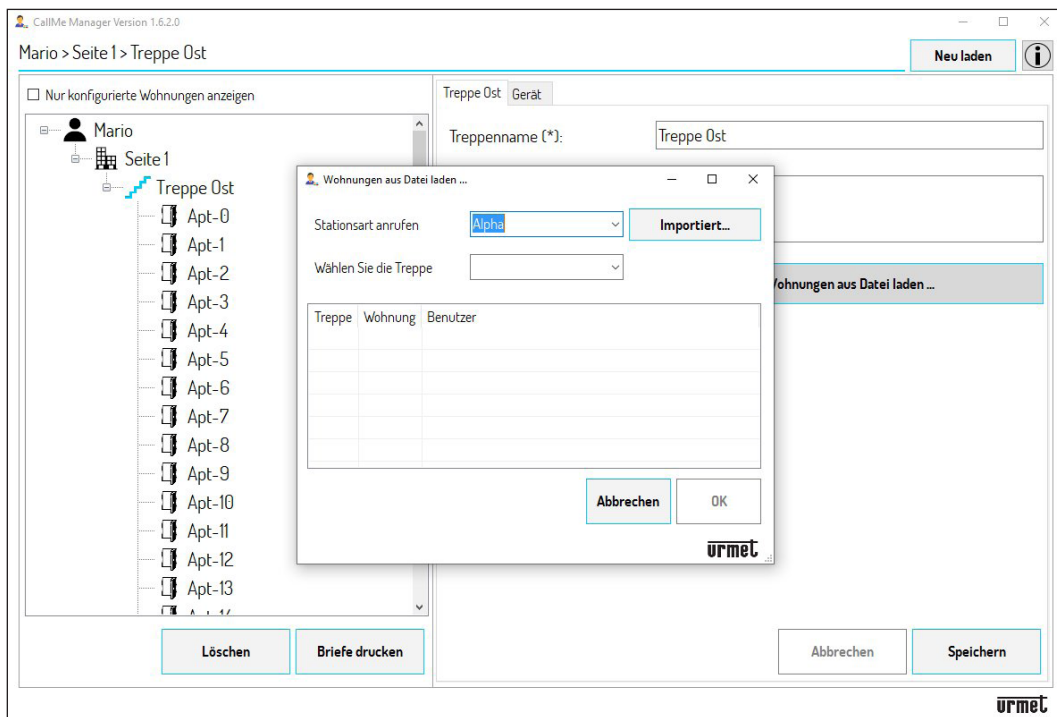 CallMe Manager Version 1.6.2.0
Mario > Seite 1 > Treppe Ost
Neu laden
Nur konfigurierte Wohnungen anzeigen
Mario
Seite 1
Treppe Ost
Apt-0
Apt-1
Apt-2
Apt-3
Apt-4
Apt-5
Apt-6
Apt-7
Apt-8
Apt-9
Apt-10
Apt-11
Apt-12
Apt-13
Löschen
Briefe drucken
Treppe Ost Gerät
Treppenname (*): Treppe Ost
Wohnungen aus Datei laden ...
Abbrechen
Speichern
Wohnungen aus Datei laden ...
Stationsart anrufen Alpha Importiert...
Wählen Sie die Treppe
Treppe Wohnung Benutzer
Abbrechen OK
urmet
urmet